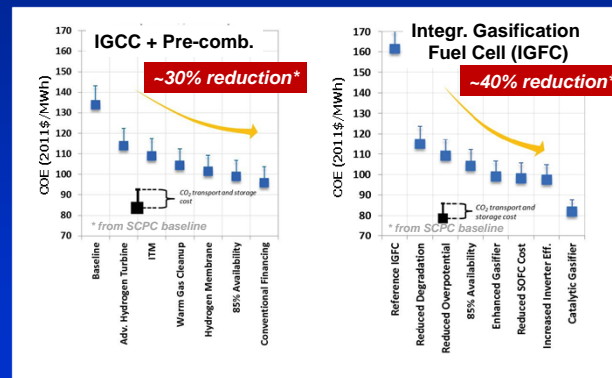 IGCC + Pre-comb.
~30% reduction*
COE (2011$/MWh)
170
160
150
140
130
120
110
100
90
80
70
CO₂ transport and storage
cost
* from SCPC baseline
Baseline
Adv. Hydrogen Turbine
ITM
Warm Gas Cleanup
Hydrogen Membrane
85% Availability
Conventional Financing
Integr. Gasification
Fuel Cell (IGFC)
~40% reduction*
COE (2011$/MWh)
170
160
150
140
130
120
110
100
90
80
70
CO₂ transport and
storage cost
* from SCPC baseline
Reference IGFC
Reduced Degradation
Reduced Overpotential
85% Availability
Enhanced Gasifier
Reduced SOFC Cost
Increased Inverter Eff.
Catalytic Gasifier